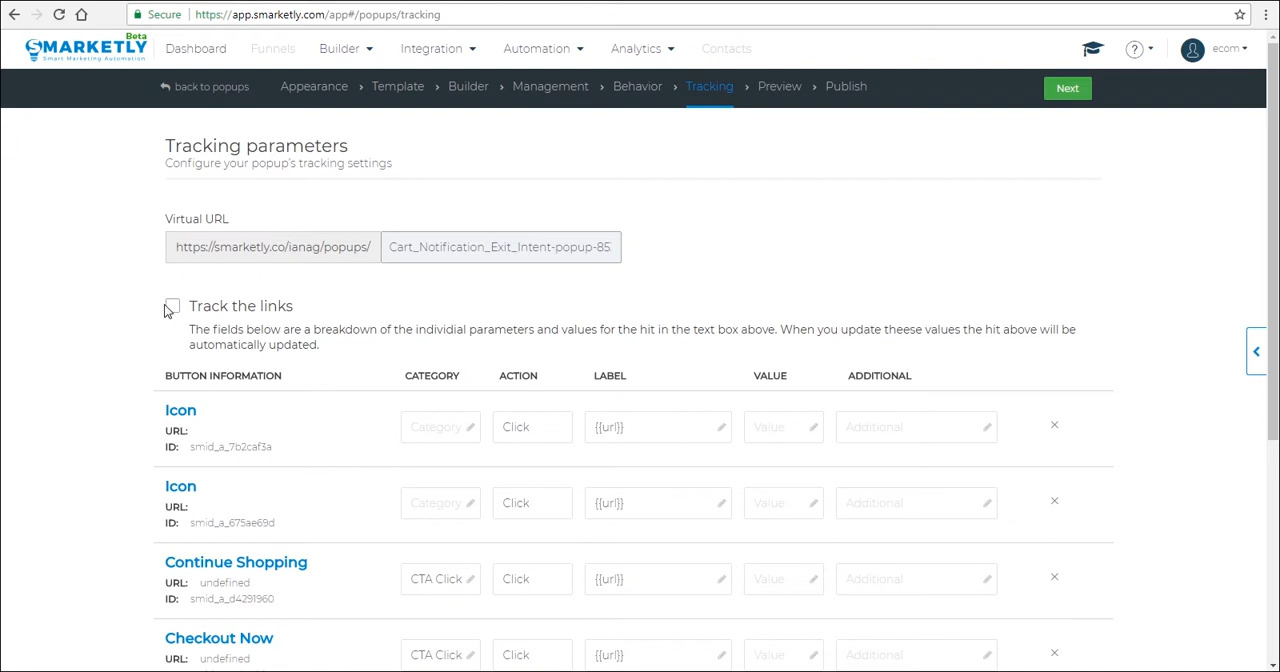 Secure https://app.smarketly.com/app#/popups/tracking
SMARKETLY Beta
Smart Marketing Automation
Dashboard Funnels Builder Integration Automation Analytics Contacts ? ecom
back to popups Appearance › Template › Builder › Management › Behavior › Tracking › Preview › Publish Next
Tracking parameters
Configure your popup's tracking settings
Virtual URL
https://smarketly.co/ianag/popups/ Cart_Notification_Exit_Intent-popup-85
Track the links
The fields below are a breakdown of the individial parameters and values for the hit in the text box above. When you update theese values the hit above will be
automatically updated.
BUTTON INFORMATION CATEGORY ACTION LABEL VALUE ADDITIONAL
Icon
URL:
ID: smid_a_7b2caf3a
Category Click {{url}} Value Additional ×
Icon
URL:
ID: smid_a_675ae69d
Category Click {{url}} Value Additional ×
Continue Shopping
URL: undefined
ID: smid_a_d4291960
CTA Click Click {{url}} Value Additional ×
Checkout Now
URL: undefined
CTA Click Click {{url}} Value Additional ×